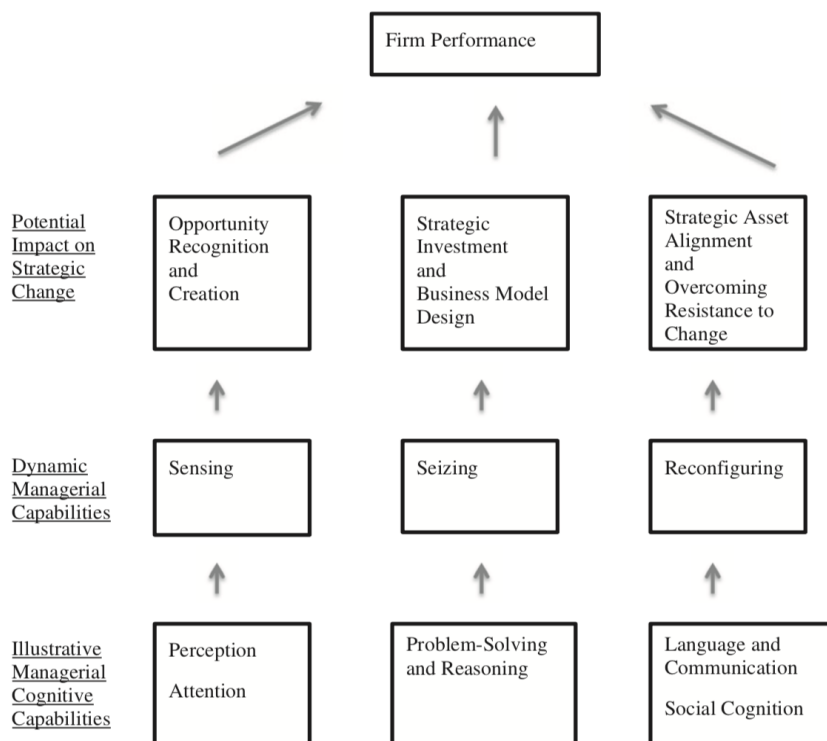 Firm Performance
Potential
Impact on
Strategic
Change
Opportunity
Recognition
and
Creation
Strategic
Investment
and
Business Model
Design
Strategic Asset
Alignment
and
Overcoming
Resistance to
Change
Dynamic
Managerial
Capabilities
Sensing
Seizing
Reconfiguring
Illustrative
Managerial
Cognitive
Capabilities
Perception
Attention
Problem-Solving
and Reasoning
Language and
Communication
Social Cognition